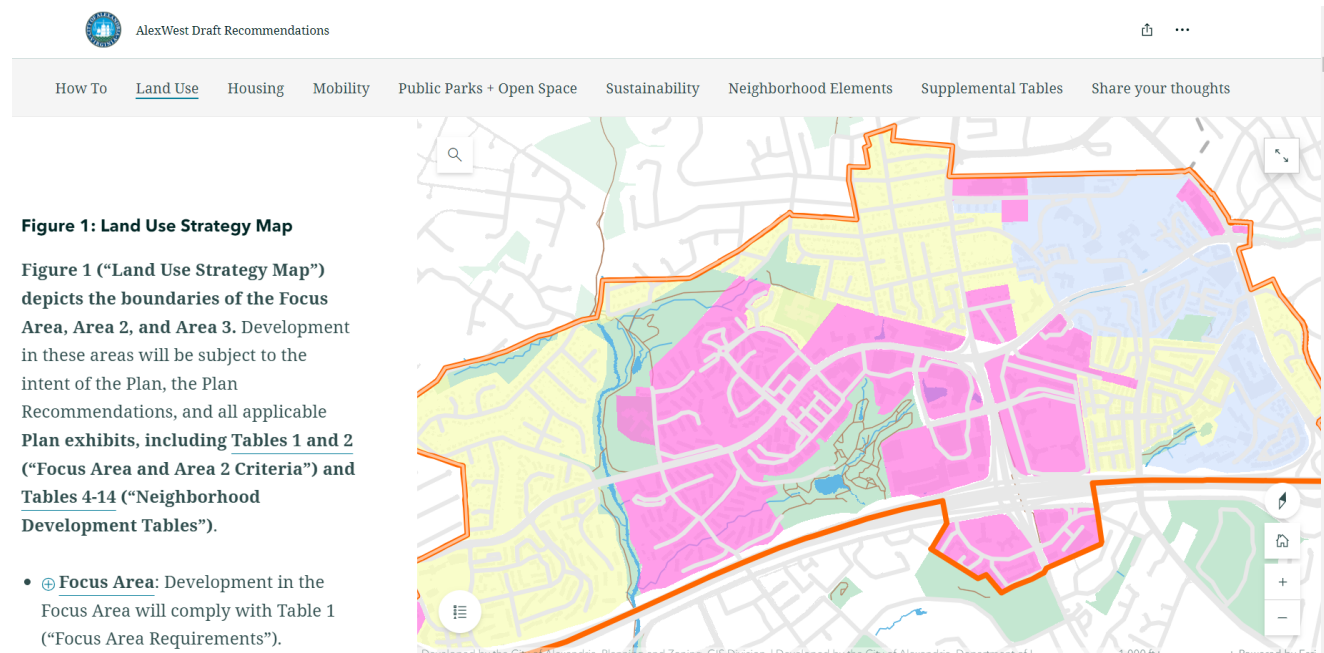 AlexWest Draft Recommendations
How To
Land Use
Housing
Mobility
Public Parks + Open Space
Sustainability
Neighborhood Elements
Supplemental Tables
Share your thoughts
Figure 1: Land Use Strategy Map
Figure 1 (“Land Use Strategy Map”)
depicts the boundaries of the Focus
Area, Area 2, and Area 3. Development
in these areas will be subject to the
intent of the Plan, the Plan
Recommendations, and all applicable
Plan exhibits, including Tables 1 and 2
(“Focus Area and Area 2 Criteria”) and
Tables 4-14 (“Neighborhood
Development Tables”).
• Focus Area: Development in the
Focus Area will comply with Table 1
(“Focus Area Requirements”).